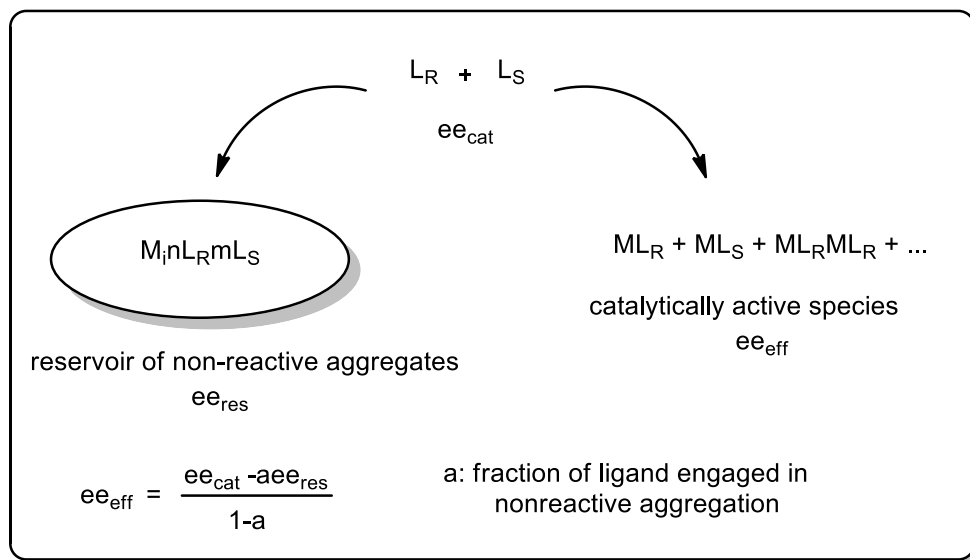 L_R + L_S
ee_cat
M_inL_RmL_S
ML_R + ML_S + ML_RML_R + ...
catalytically active species
ee_eff
reservoir of non-reactive aggregates
ee_res
ee_eff = (ee_cat -aee_res)/(1-a)
a: fraction of ligand engaged in
nonreactive aggregation